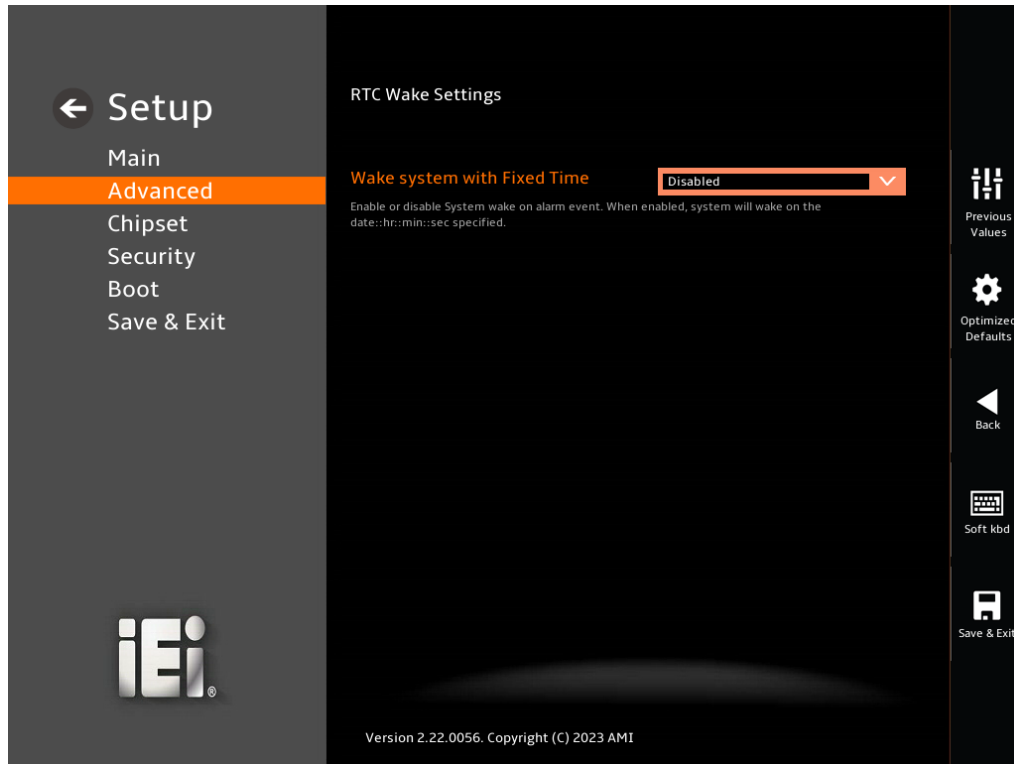 Setup
Main
Advanced
Chipset
Security
Boot
Save & Exit
iEi®
RTC Wake Settings
Wake system with Fixed Time
Disabled
Enable or disable System wake on alarm event. When enabled, system will wake on the
date::hr::min::sec specified.
Version 2.22.0056. Copyright (C) 2023 AMI
Previous
Values
Optimized
Defaults
Back
Soft kbd
Save & Exit